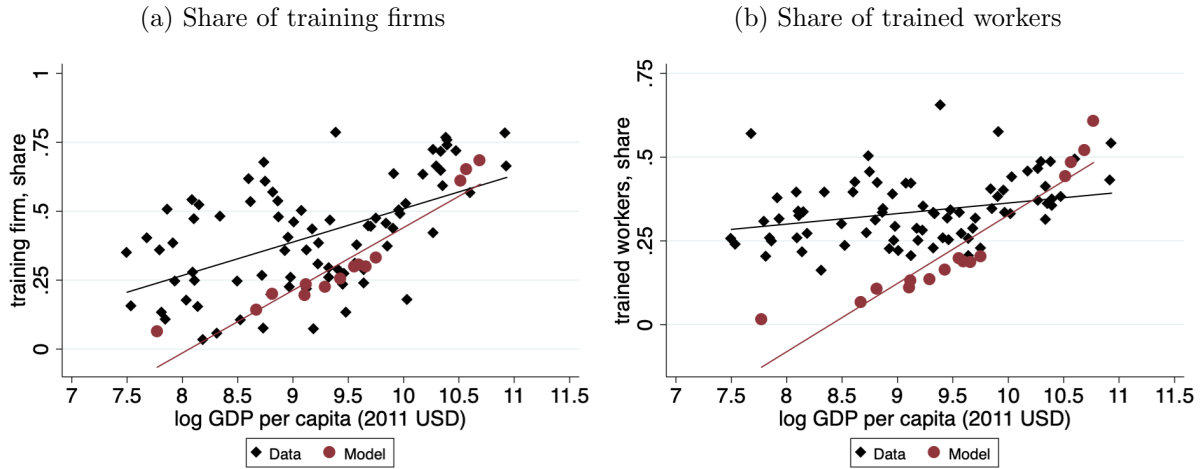 (a) Share of training firms
training firm, share
1
.75
.5
.25
0
7 7.5 8 8.5 9 9.5 10 10.5 11 11.5
log GDP per capita (2011 USD)
Data Model
(b) Share of trained workers
trained workers, share
.75
.5
.25
0
7 7.5 8 8.5 9 9.5 10 10.5 11 11.5
log GDP per capita (2011 USD)
Data Model